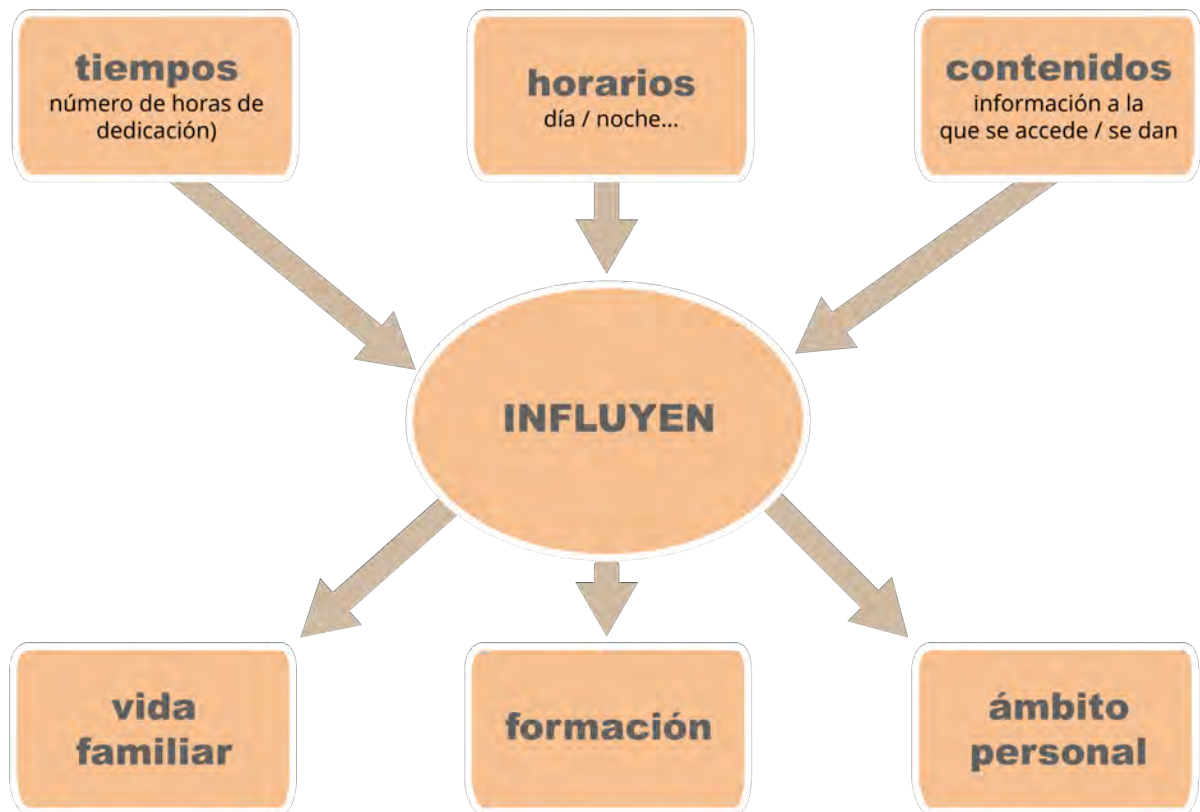 tiempos
número de horas de
dedicación)
horarios
día / noche...
contenidos
información a la
que se accede / se dan
INFLUYEN
vida
familiar
formación
ámbito
personal